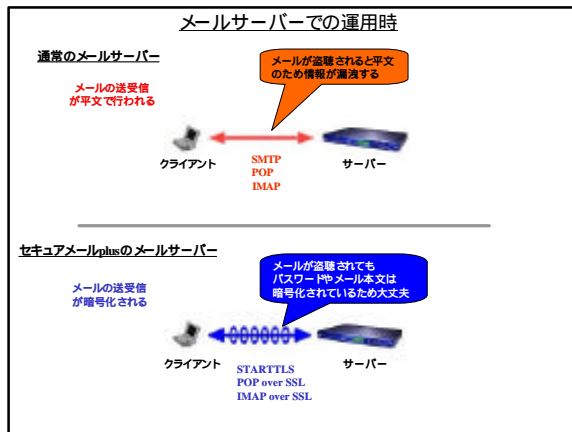 メールサーバーでの運用時
通常のメールサーバー
メールの送受信
が平文で行われる
メールが盗聴されると平文
のため情報が漏洩する
クライアント
サーバー
SMTP
POP
IMAP
セキュアメールplusのメールサーバー
メールの送受信
が暗号化される
メールが盗聴されても
パスワードやメール本文は
暗号化されているため大丈夫
クライアント
サーバー
STARTTLS
POP over SSL
IMAP over SSL